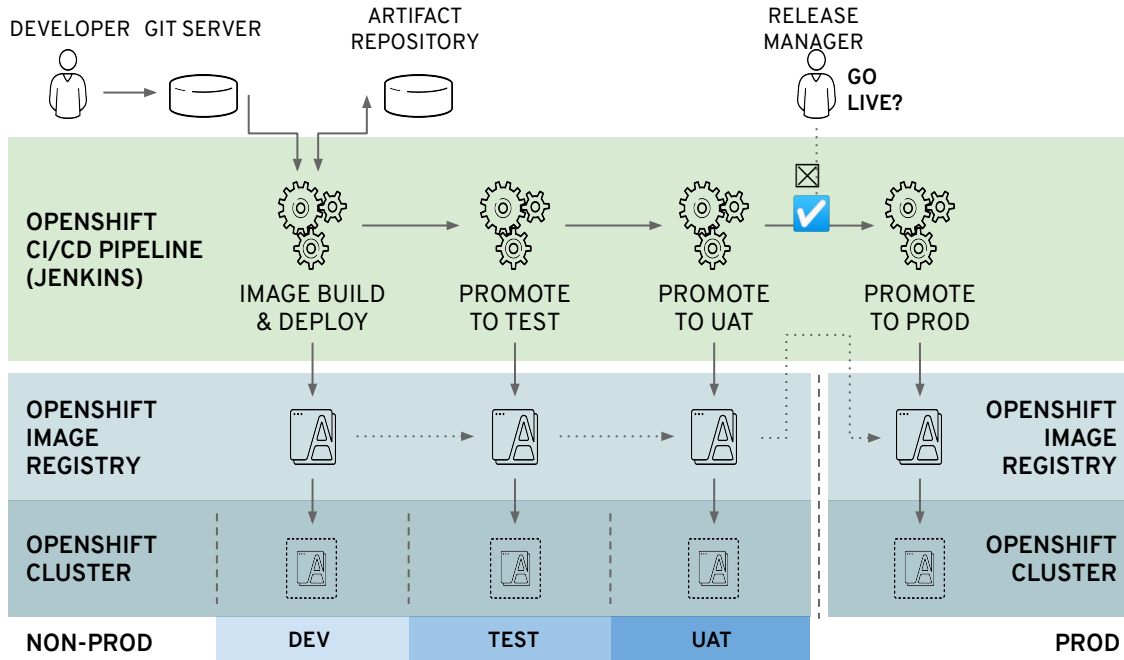 DEVELOPER
GIT SERVER
ARTIFACT
REPOSITORY
RELEASE
MANAGER
GO
LIVE?
OPENSHIFT
CI/CD PIPELINE
(JENKINS)
IMAGE BUILD
& DEPLOY
PROMOTE
TO TEST
PROMOTE
TO UAT
PROMOTE
TO PROD
OPENSHIFT
IMAGE
REGISTRY
A
A
A
A
OPENSHIFT
IMAGE
REGISTRY
OPENSHIFT
CLUSTER
A
A
A
A
OPENSHIFT
CLUSTER
NON-PROD
DEV
TEST
UAT
PROD